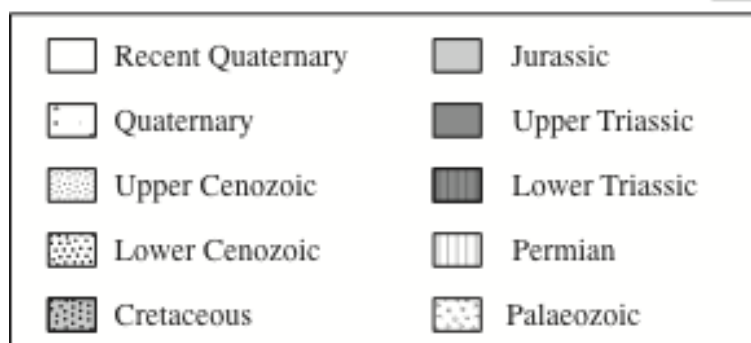 Recent Quaternary
Quaternary
Upper Cenozoic
Lower Cenozoic
Cretaceous
Jurassic
Upper Triassic
Lower Triassic
Permian
Palaeozoic